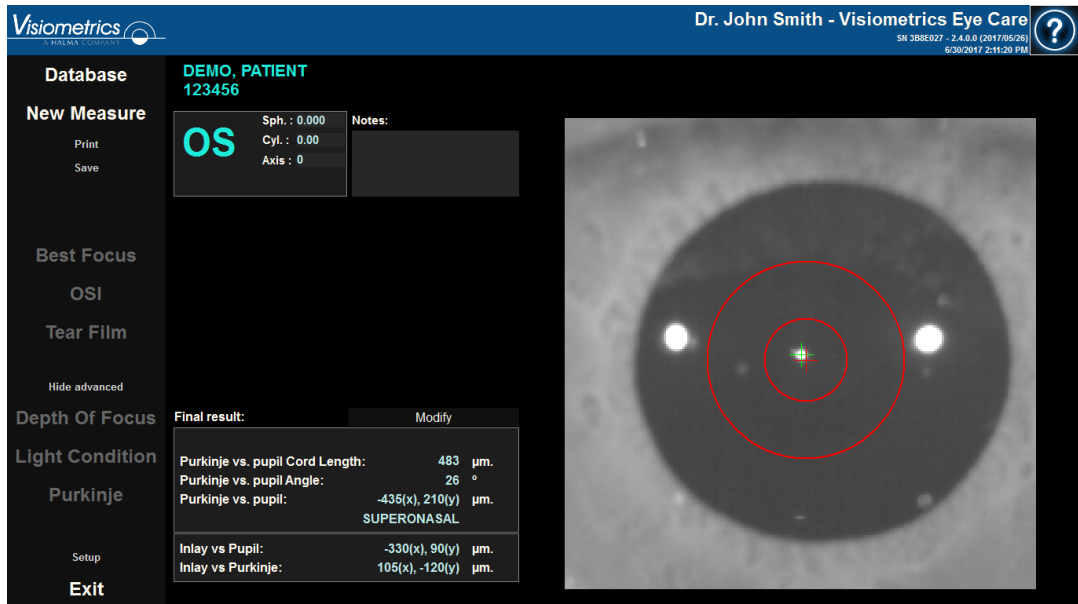 Visiometrics
A HALMA COMPANY
Dr. John Smith - Visiometrics Eye Care
SN 3B8E027 - 2.4.0.0 (2017/05/26)
6/30/2017 2:11:20 PM
?
Database
New Measure
Print
Save
Best Focus
OSI
Tear Film
Hide advanced
Depth Of Focus
Light Condition
Purkinje
Setup
Exit
DEMO, PATIENT
123456
OS
Sph. : 0.000
Cyl. : 0.00
Axis : 0
Notes:
Final result: Modify
Purkinje vs. pupil Cord Length: 483 µm.
Purkinje vs. pupil Angle: 26 º
Purkinje vs. pupil: -435(x), 210(y) µm.
SUPERONASAL
Inlay vs Pupil: -330(x), 90(y) µm.
Inlay vs Purkinje: 105(x), -120(y) µm.